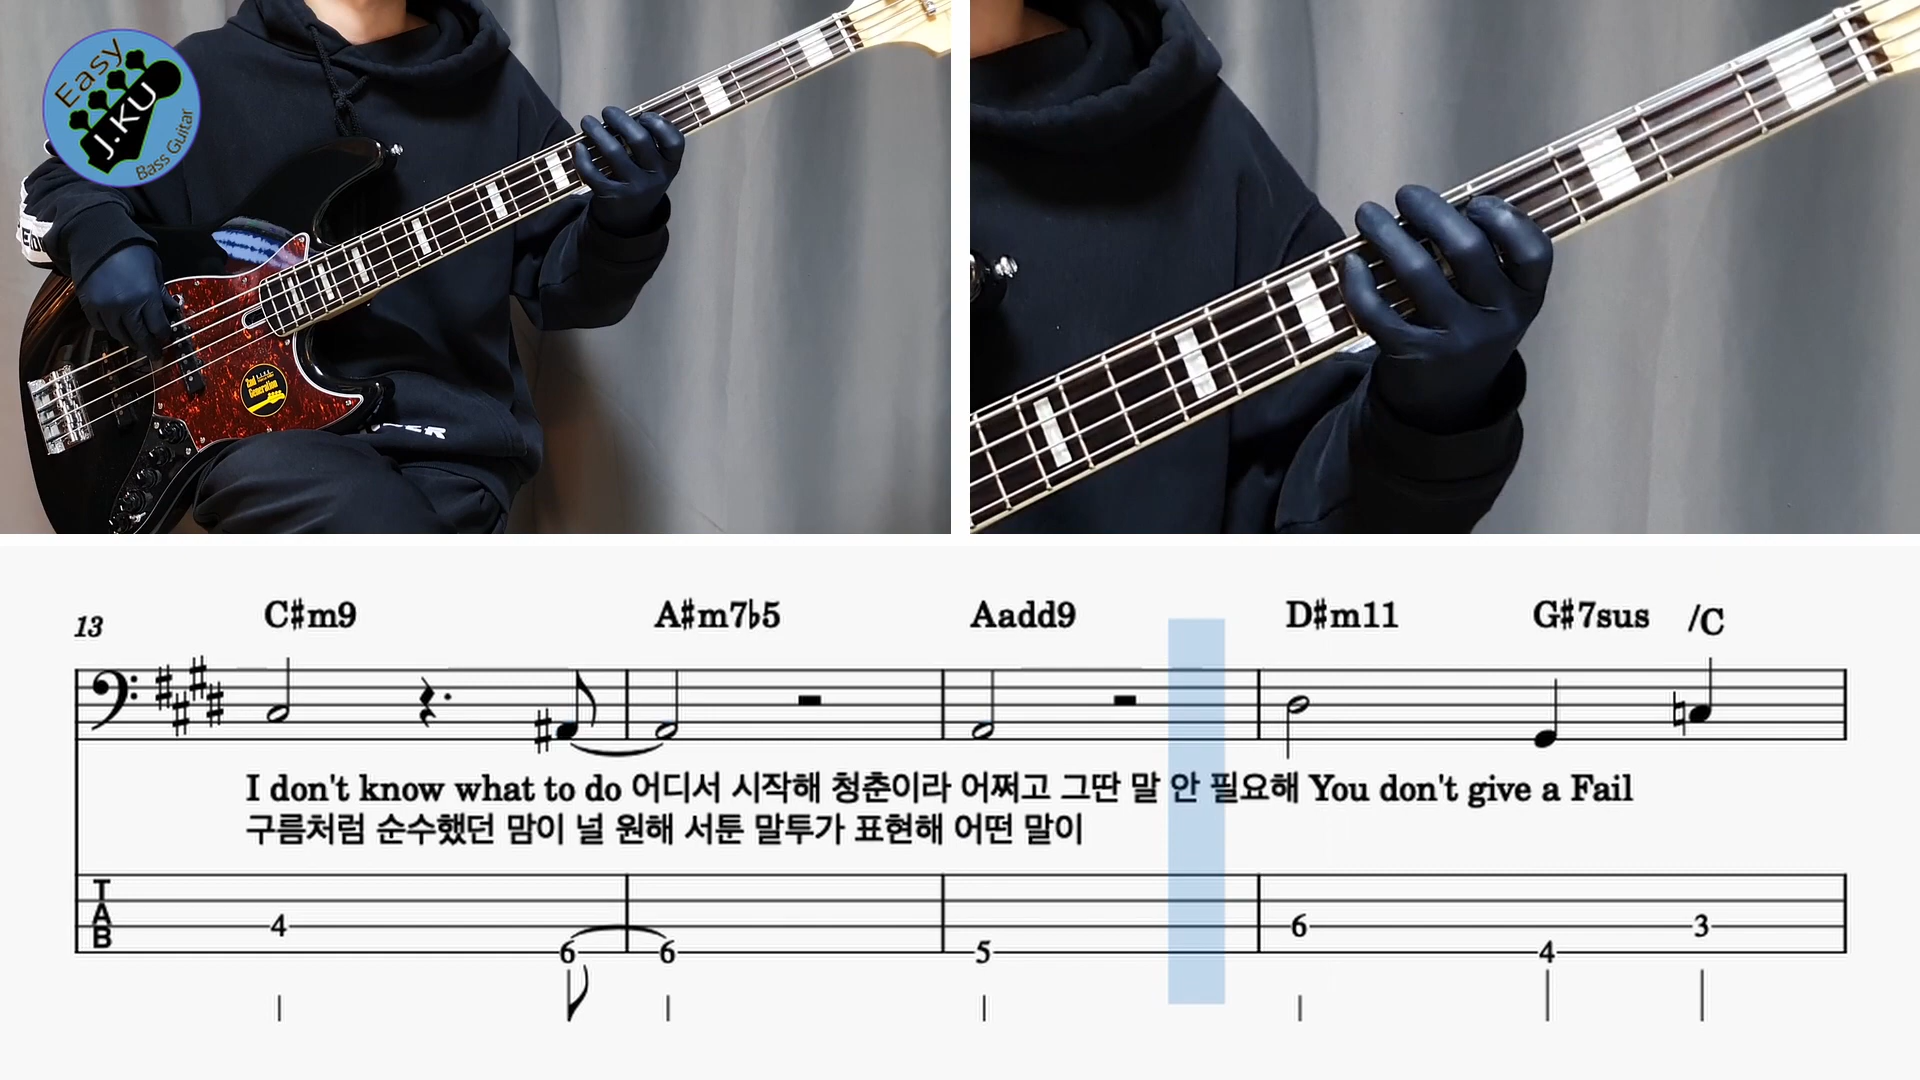 Easy
J.KU
Bass Guitar
2nd
Generation
13 C♯m9 A♯m7♭5 Aadd9 D♯m11 G♯7sus /C
I don't know what to do 어디서 시작해 청춘이라 어쩌고 그딴 말 안 필요해 You don't give a Fail
구름처럼 순수했던 맘이 널 원해 서툰 말투가 표현해 어떤 말이
TAB
4 6 6 5 6 4 3